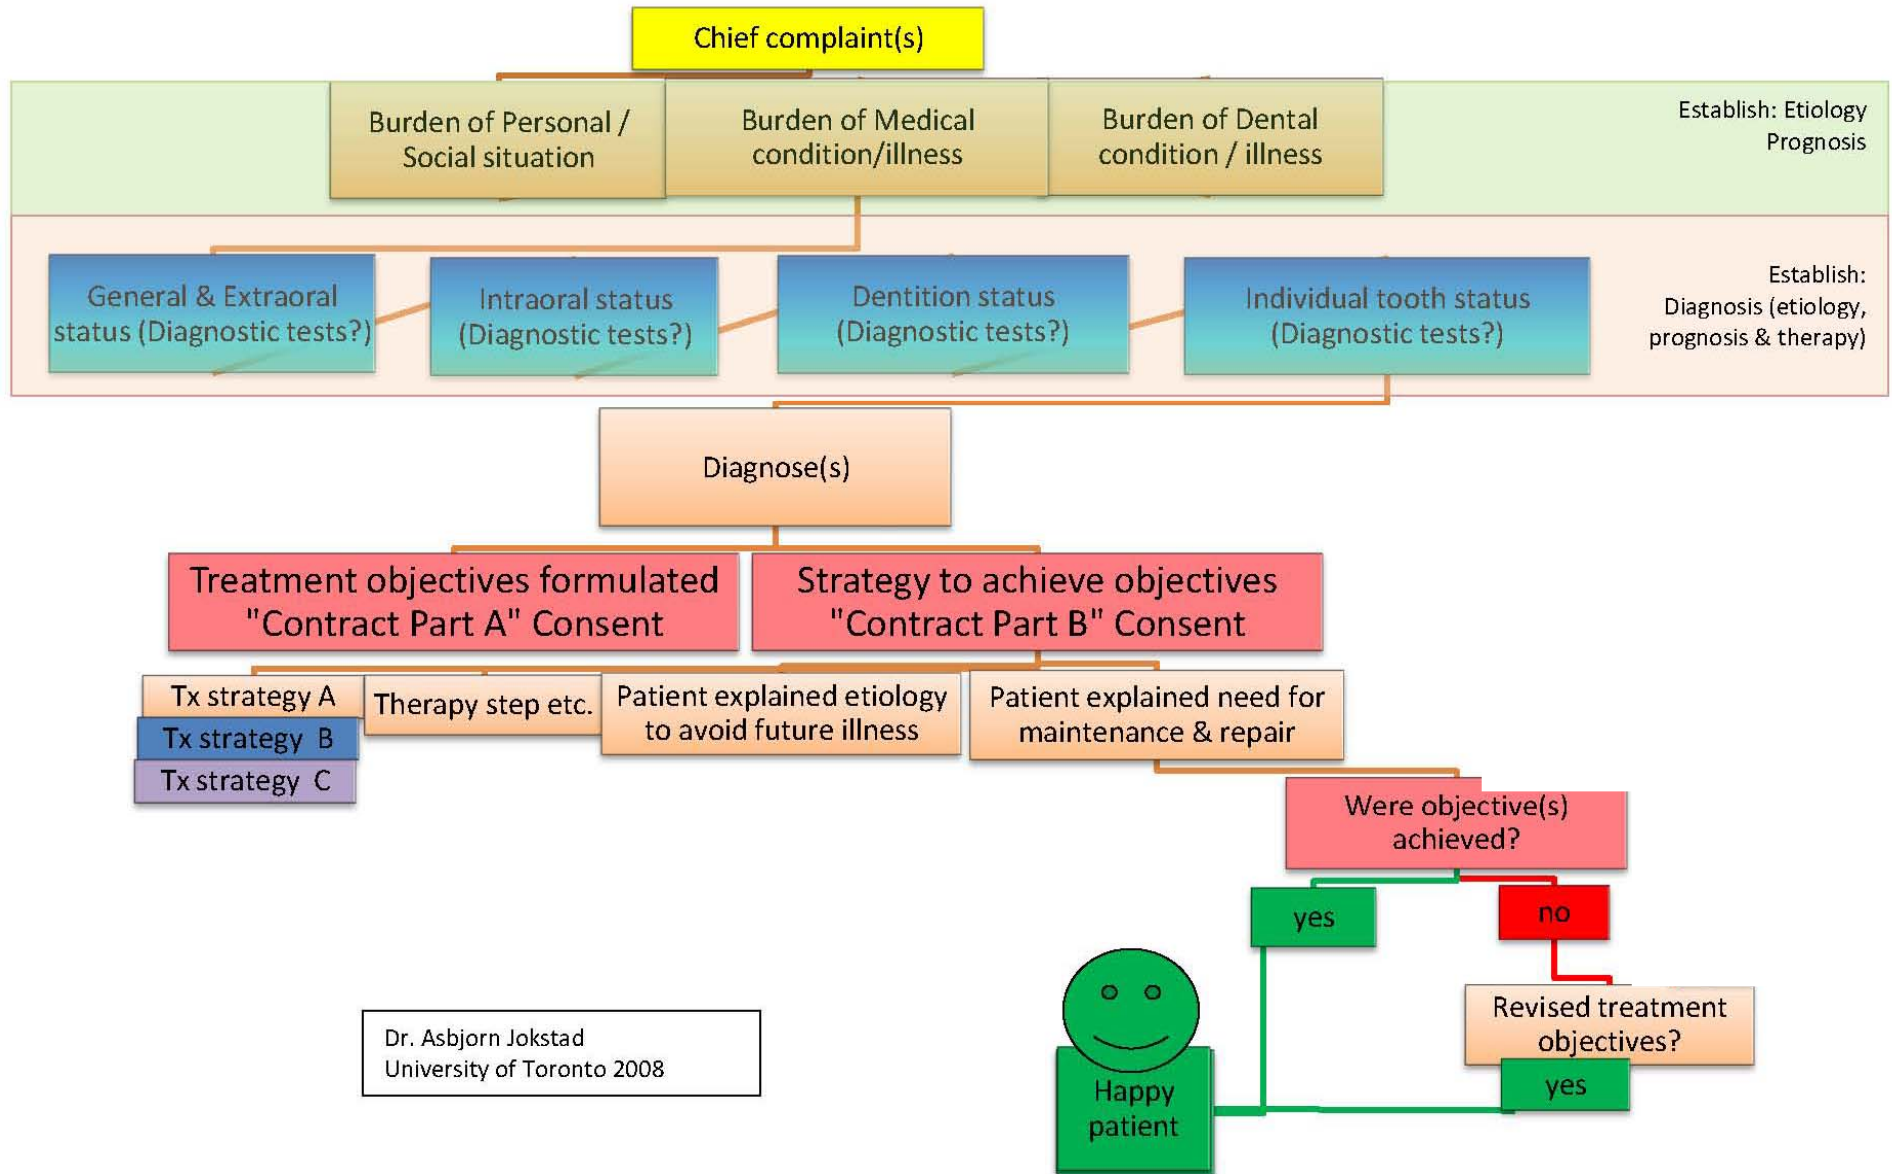 Chief complaint(s)
Burden of Personal /
Social situation
Burden of Medical
condition/illness
Burden of Dental
condition / illness
Establish: Etiology
Prognosis
General & Extraoral
status (Diagnostic tests?)
Intraoral status
(Diagnostic tests?)
Dentition status
(Diagnostic tests?)
Individual tooth status
(Diagnostic tests?)
Establish:
Diagnosis (etiology,
prognosis & therapy)
Diagnose(s)
Treatment objectives formulated
"Contract Part A" Consent
Strategy to achieve objectives
"Contract Part B" Consent
Tx strategy A
Tx strategy B
Tx strategy C
Therapy step etc.
Patient explained etiology
to avoid future illness
Patient explained need for
maintenance & repair
Were objective(s)
achieved?
yes
no
Revised treatment
objectives?
yes
Happy
patient
Dr. Asbjorn Jokstad
University of Toronto 2008